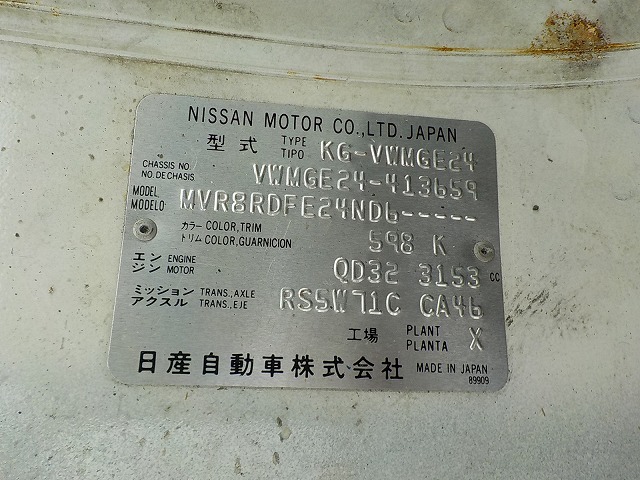 NISSAN MOTOR CO.,LTD. JAPAN
型式 TYPE TIPO KG-VWMGE24
CHASSIS NO NO.DECHASIS VWMGE24-413659
MODEL MODELO MVR8RDFE24ND6-----
カラー COLOR,TRIM
トリム COLOR,GUARNICION 598 K
エンジン ENGINE MOTOR QD32 3153 CC
ミッション TRANS.,AXLE
アクスル TRANS.,EJE RS5W71C CA46
工場 PLANT PLANTA X
日産自動車株式会社 MADE IN JAPAN
89909